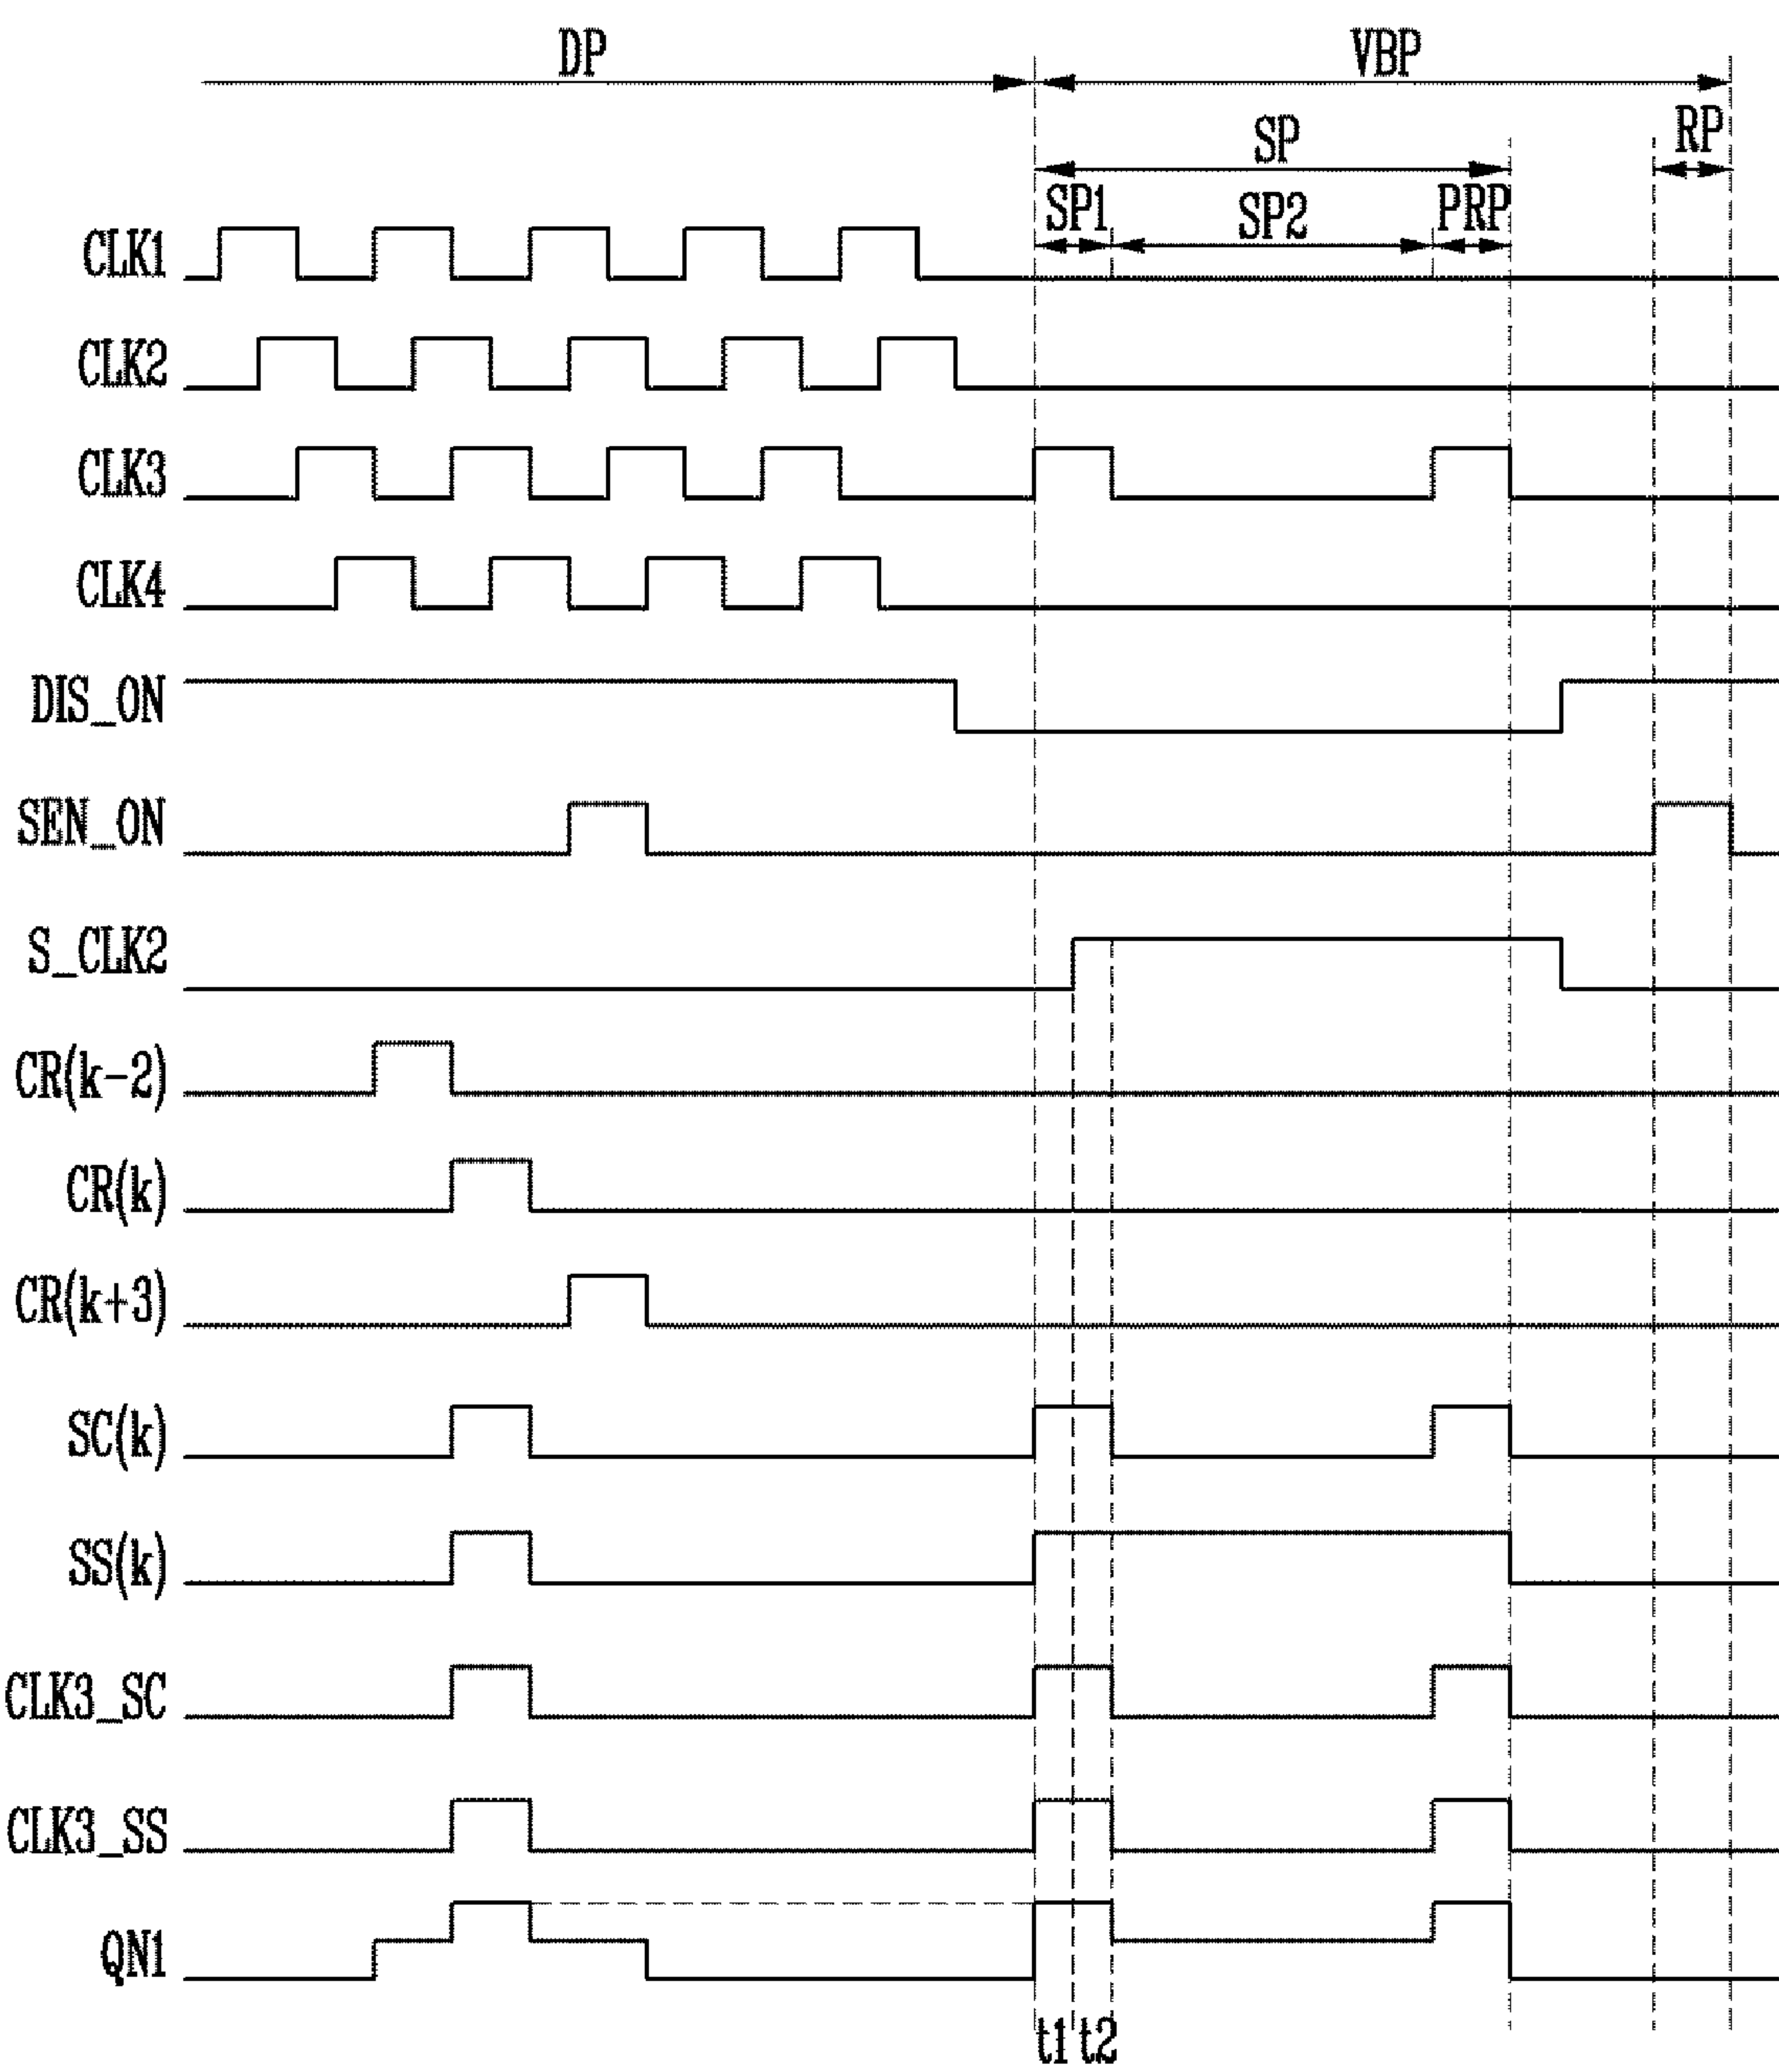 DP VBP
SP RP
SP1 SP2 PRP
CLK1
CLK2
CLK3
CLK4
DIS_ON
SEN_ON
S_CLK2
CR(k-2)
CR(k)
CR(k+3)
SC(k)
SS(k)
CLK3_SC
CLK3_SS
QN1
t1 t2